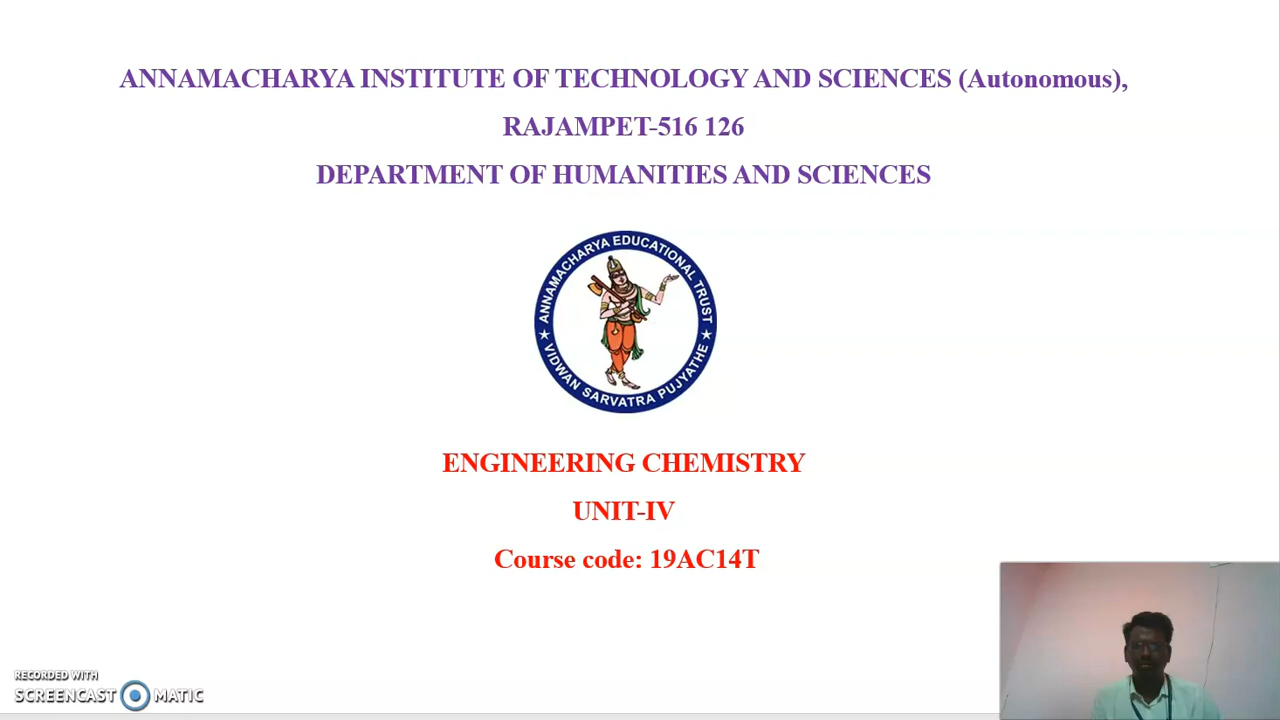 ANNAMACHARYA INSTITUTE OF TECHNOLOGY AND SCIENCES (Autonomous),
RAJAMPET-516 126
DEPARTMENT OF HUMANITIES AND SCIENCES
ANNAMACHARYA EDUCATIONAL TRUST
★ VIDWAN SARVATRA PUJYATHE ★
ENGINEERING CHEMISTRY
UNIT-IV
Course code: 19AC14T
RECORDED WITH
SCREENCAST MATIC